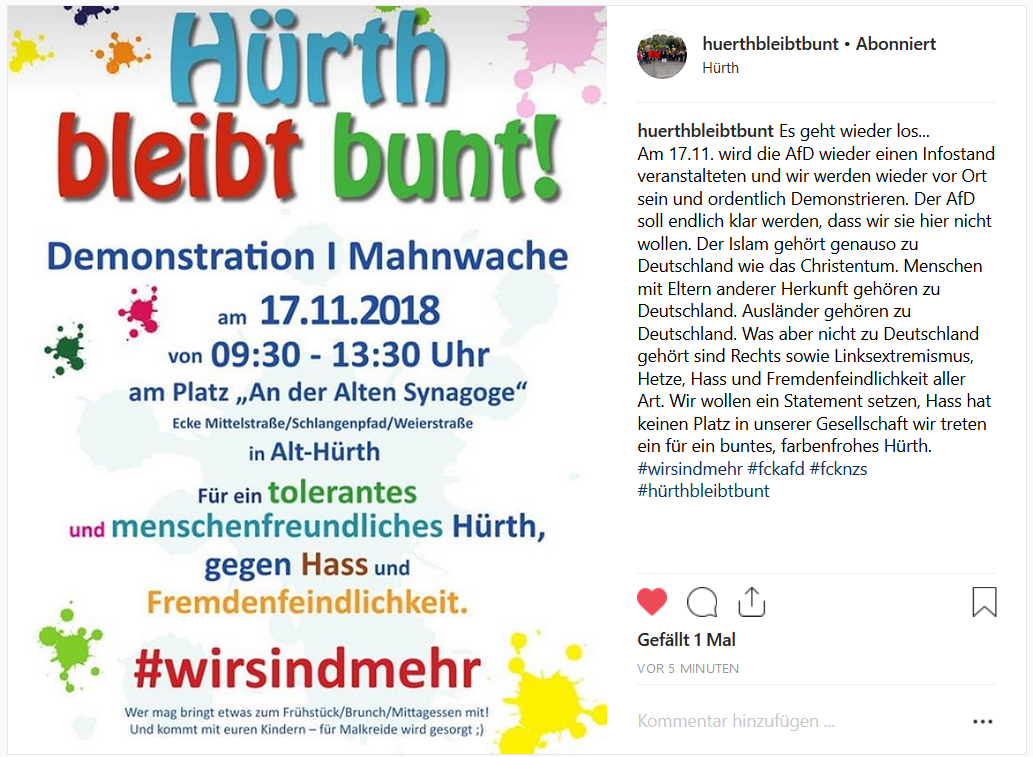 Hürth
bleibt bunt!
Demonstration I Mahnwache
am 17.11.2018
von 09:30 - 13:30 Uhr
am Platz „An der Alten Synagoge“
Ecke Mittelstraße/Schlangenpfad/Weierstraße
in Alt-Hürth
Für ein tolerantes
und menschenfreundliches Hürth,
gegen Hass und
Fremdenfeindlichkeit.
#wirsindmehr
Wer mag bringt etwas zum Frühstück/Brunch/Mittagessen mit!
Und kommt mit euren Kindern – für Malkreide wird gesorgt ;)
huerthbleibtbunt • Abonniert
Hürth
huerthbleibtbunt Es geht wieder los...
Am 17.11. wird die AfD wieder einen Infostand
veranstalteten und wir werden wieder vor Ort
sein und ordentlich Demonstrieren. Der AfD
soll endlich klar werden, dass wir sie hier nicht
wollen. Der Islam gehört genauso zu
Deutschland wie das Christentum. Menschen
mit Eltern anderer Herkunft gehören zu
Deutschland. Ausländer gehören zu
Deutschland. Was aber nicht zu Deutschland
gehört sind Rechts sowie Linksextremismus,
Hetze, Hass und Fremdenfeindlichkeit aller
Art. Wir wollen ein Statement setzen, Hass hat
keinen Platz in unserer Gesellschaft wir treten
ein für ein buntes, farbenfrohes Hürth.
#wirsindmehr #fckafd #fcknzs
#hürthbleibtbunt
Gefällt 1 Mal
VOR 5 MINUTEN
Kommentar hinzufügen ...